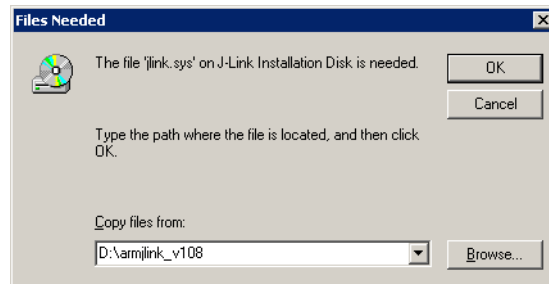 Files Needed
The file 'jlink.sys' on J-Link Installation Disk is needed.
OK
Cancel
Type the path where the file is located, and then click
OK.
Copy files from:
D:\armjlink_v108
Browse...